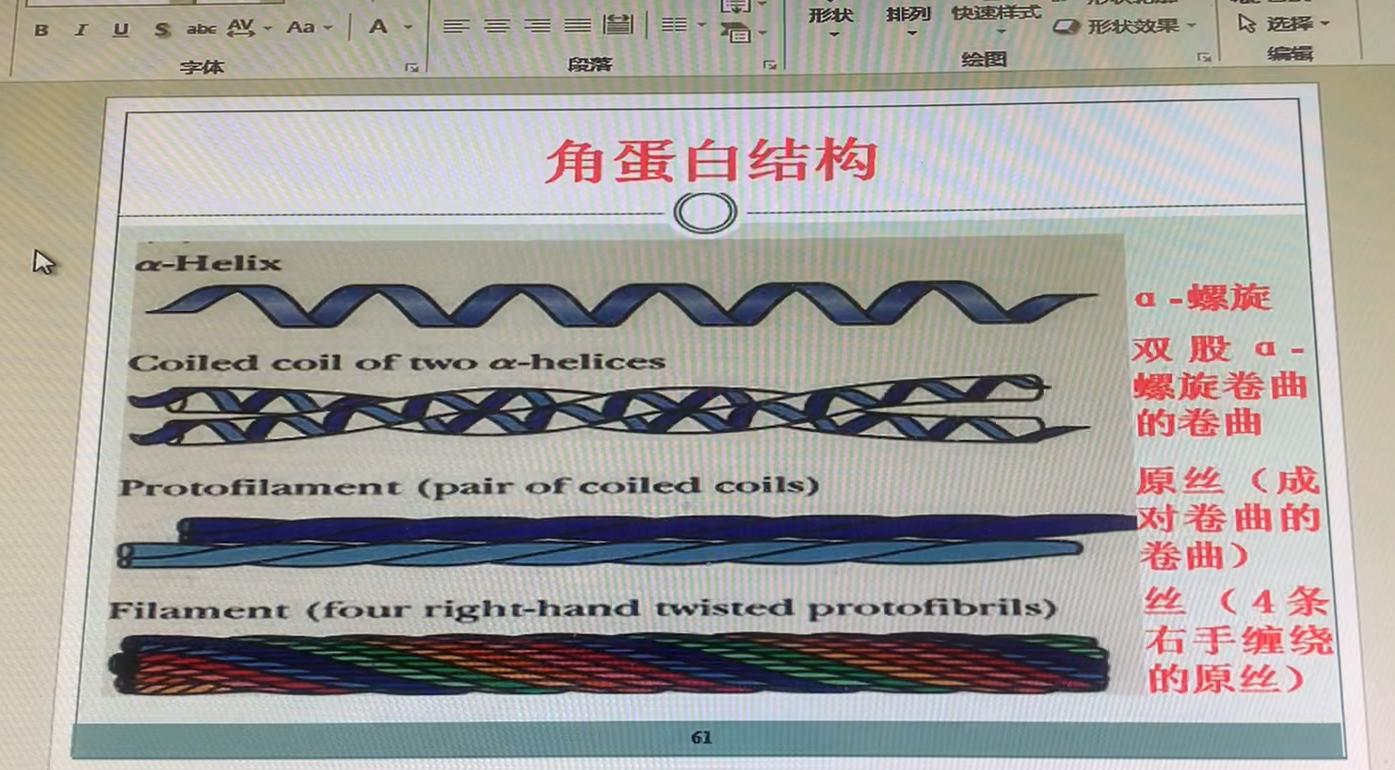 B I U S abc AV Aa A
形状 排列 快速样式
形状效果 选择
字体 段落 绘图 编辑
角蛋白结构
α-Helix
α-螺旋
Coiled coil of two α-helices
双股α-
螺旋卷曲
的卷曲
Protofilament (pair of coiled coils)
原丝（成
对卷曲的
卷曲）
Filament (four right-hand twisted protofibrils)
丝（4条
右手缠绕
的原丝）
61